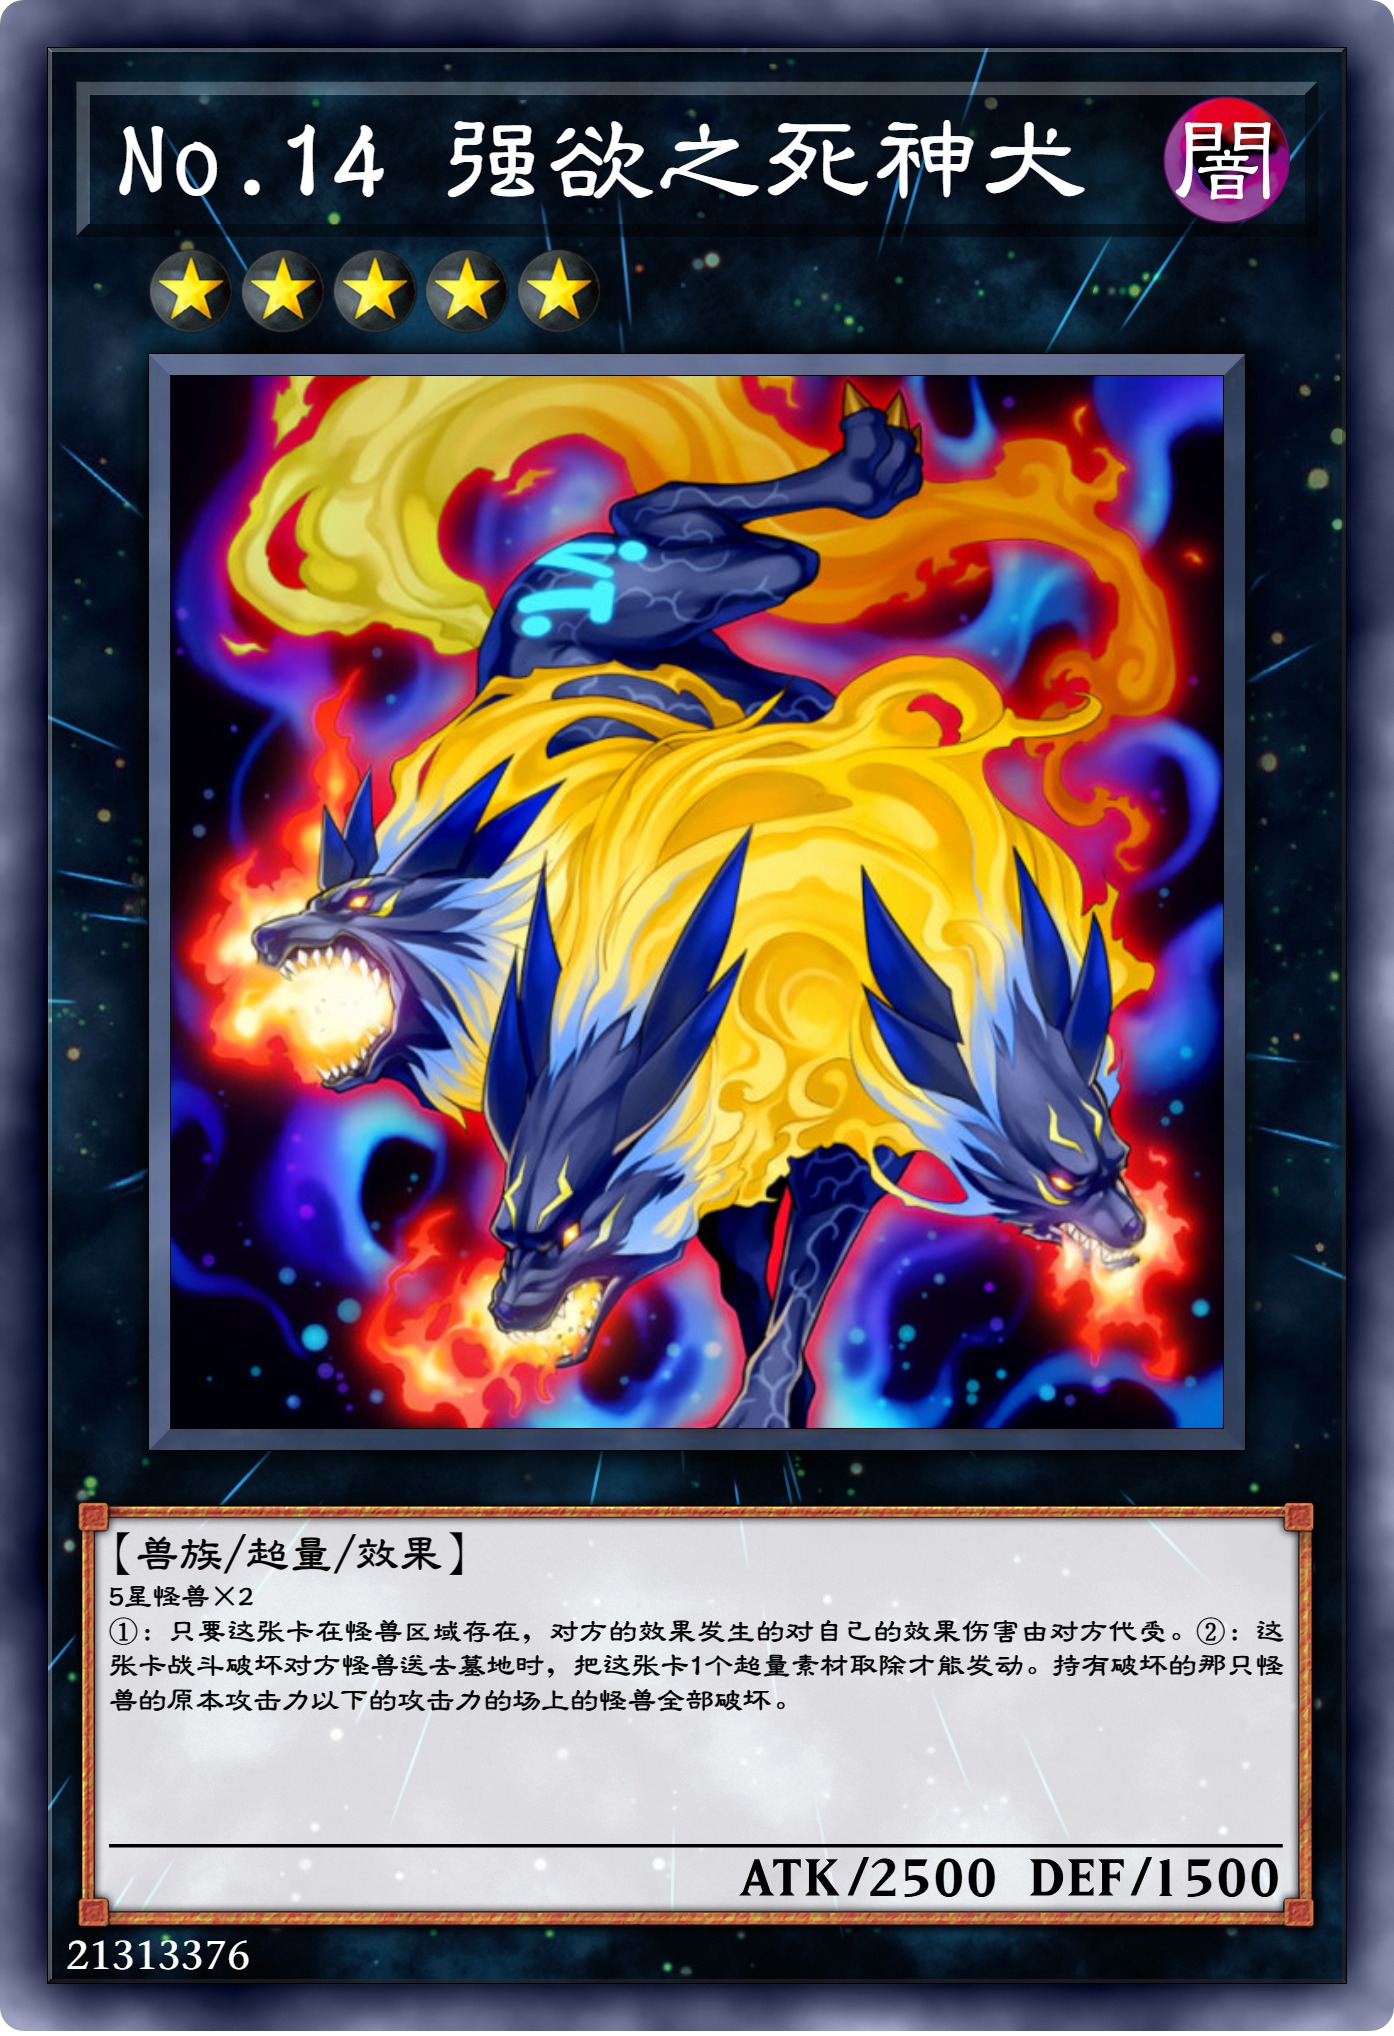 No.14 强欲之死神犬 闇
【兽族/超量/效果】
5星怪兽×2
①：只要这张卡在怪兽区域存在，对方的效果发生的对自己的效果伤害由对方代受。②：这
张卡战斗破坏对方怪兽送去墓地时，把这张卡1个超量素材取除才能发动。持有破坏的那只怪
兽的原本攻击力以下的攻击力的场上的怪兽全部破坏。
ATK/2500 DEF/1500
21313376